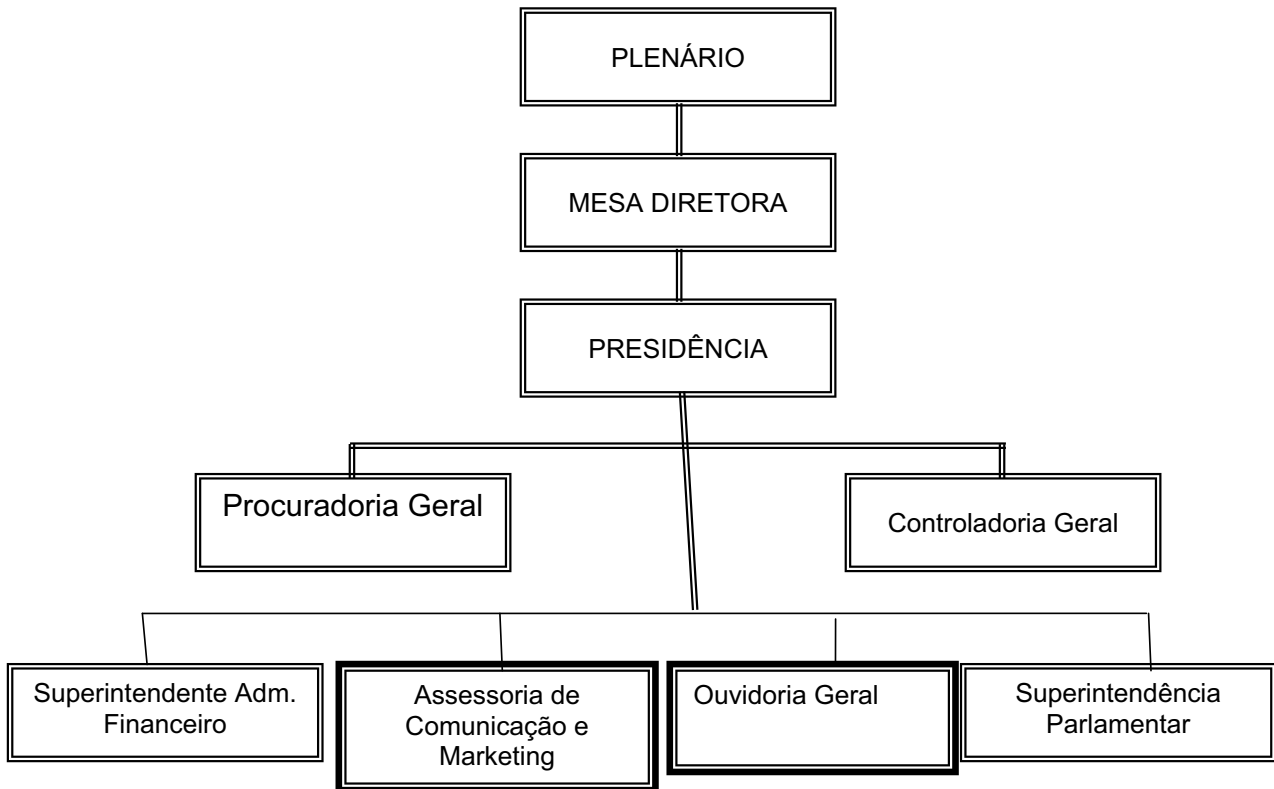 PLENÁRIO
MESA DIRETORA
PRESIDÊNCIA
Procuradoria Geral
Controladoria Geral
Superintendente Adm.
Financeiro
Assessoria de
Comunicação e
Marketing
Ouvidoria Geral
Superintendência
Parlamentar